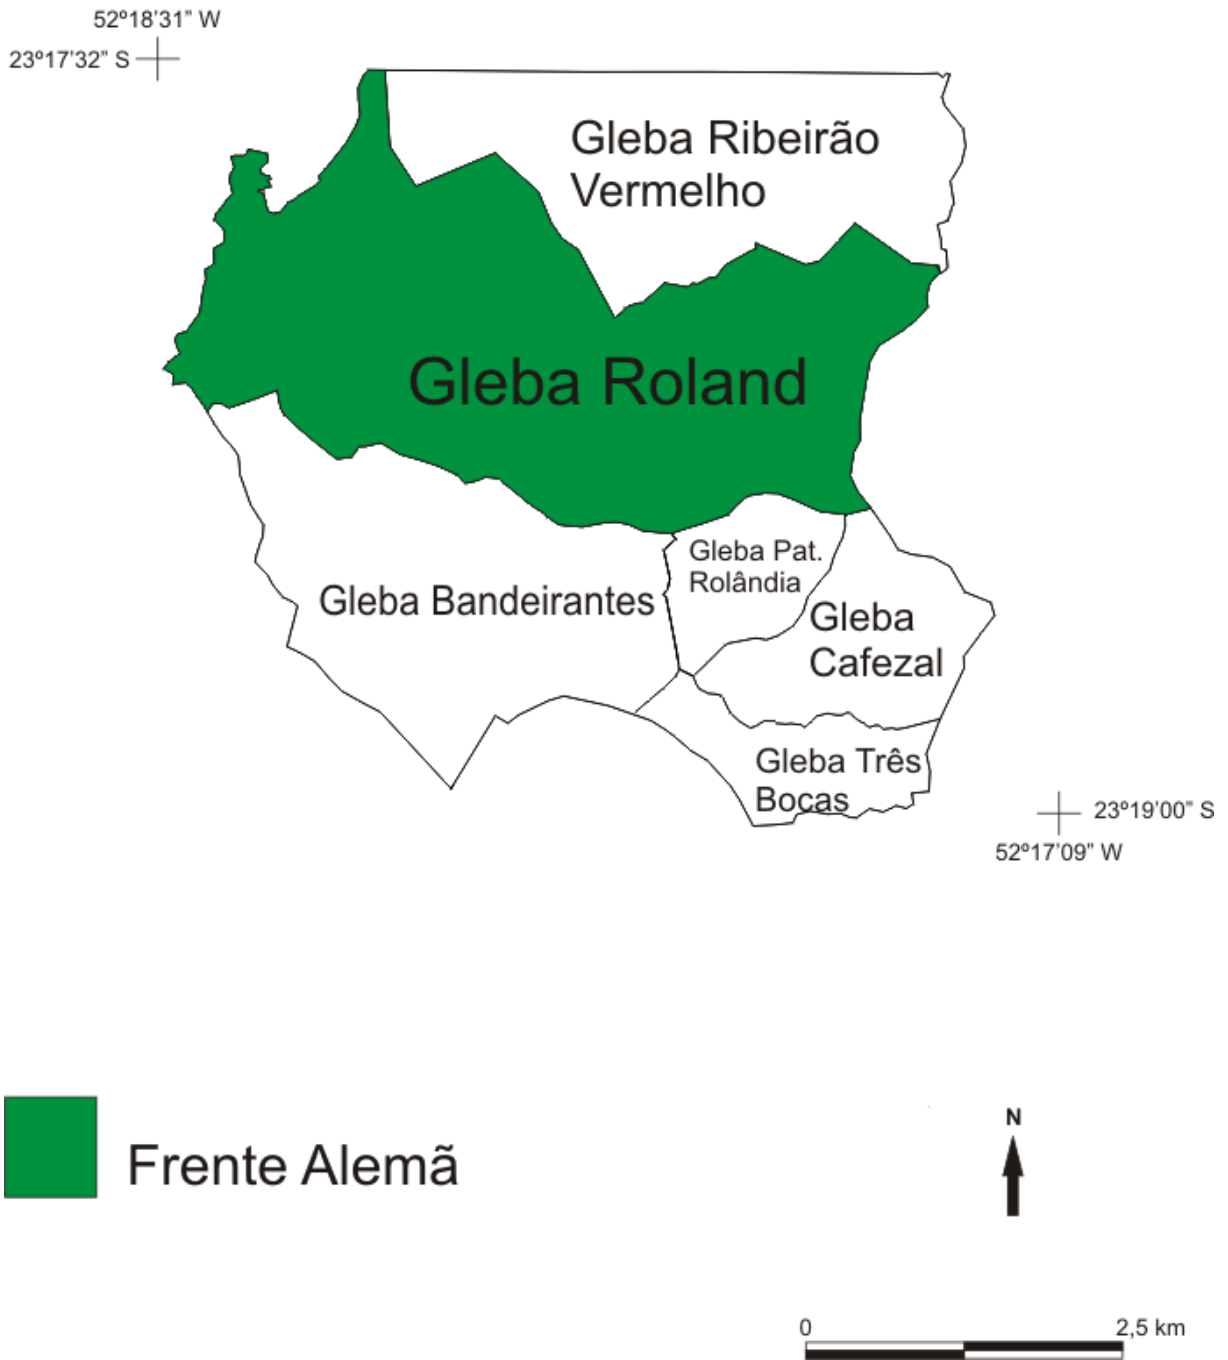 52º18’31” W
23º17’32” S
Gleba Ribeirão
Vermelho
Gleba Roland
Gleba Pat.
Rolândia
Gleba Bandeirantes
Gleba
Cafezal
Gleba Três
Bocas
23º19’00” S
52º17’09” W
Frente Alemã
N
0
2,5 km